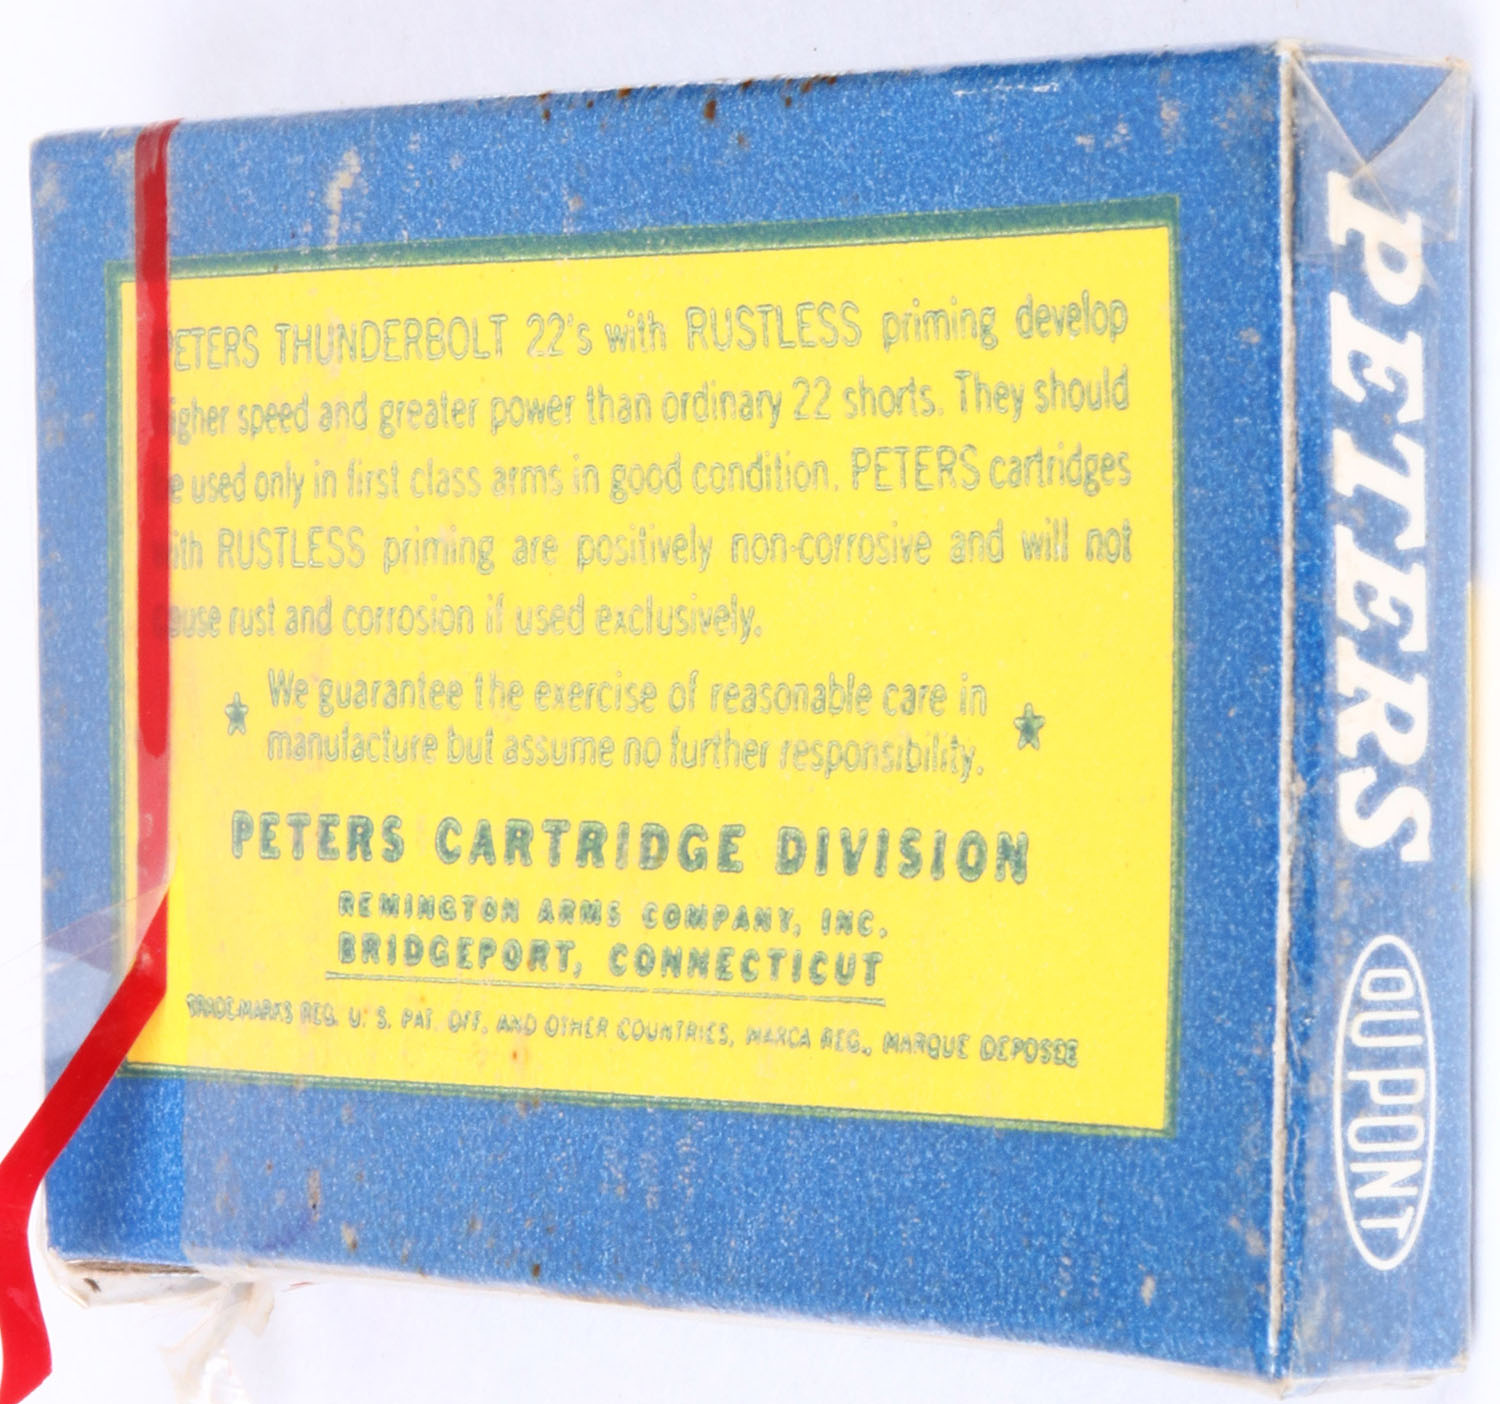 PETERS THUNDERBOLT 22's with RUSTLESS priming develop
higher speed and greater power than ordinary 22 shorts. They should
be used only in first class arms in good condition. PETERS cartridges
with RUSTLESS priming are positively non-corrosive and will not
cause rust and corrosion if used exclusively.
We guarantee the exercise of reasonable care in
manufacture but assume no further responsibility.
PETERS CARTRIDGE DIVISION
REMINGTON ARMS COMPANY, INC.
BRIDGEPORT, CONNECTICUT
TRADE-MARKS REG. U. S. PAT. OFF. AND OTHER COUNTRIES, MARCA REG., MARQUE DEPOSEE
PETERS DUPONT